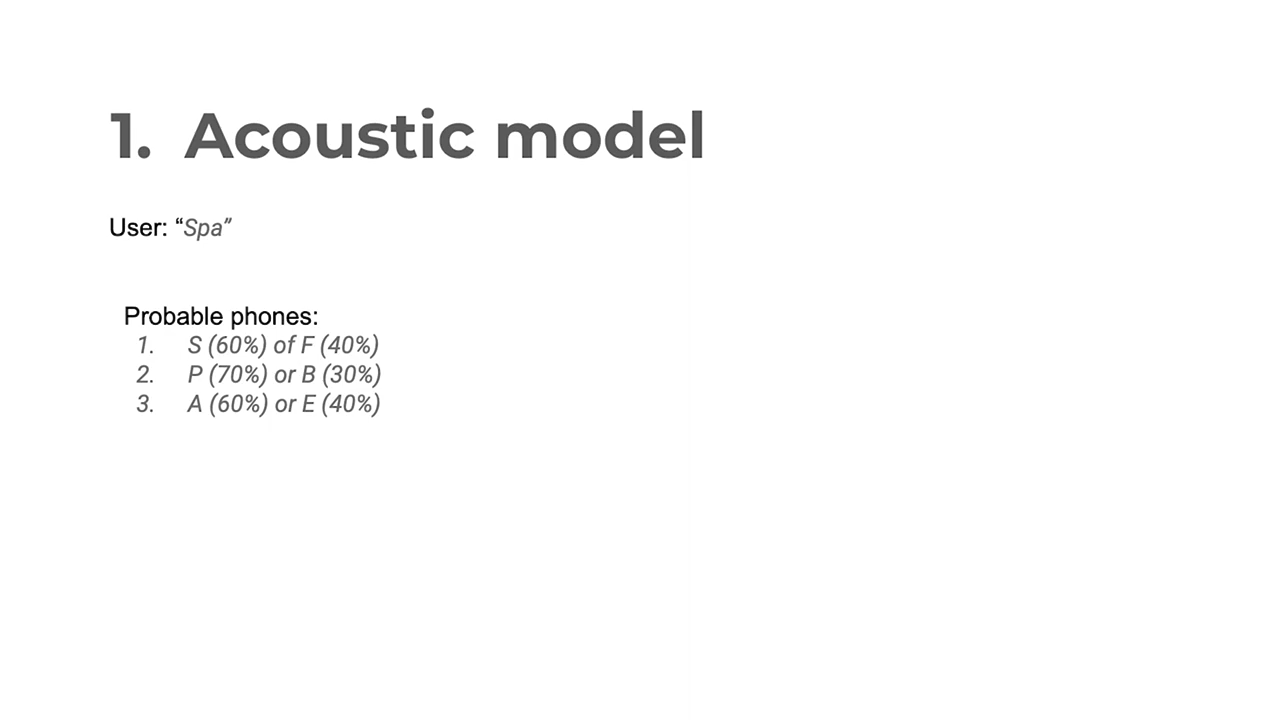 1. Acoustic model
User: “Spa”
Probable phones:
1. S (60%) of F (40%)
2. P (70%) or B (30%)
3. A (60%) or E (40%)